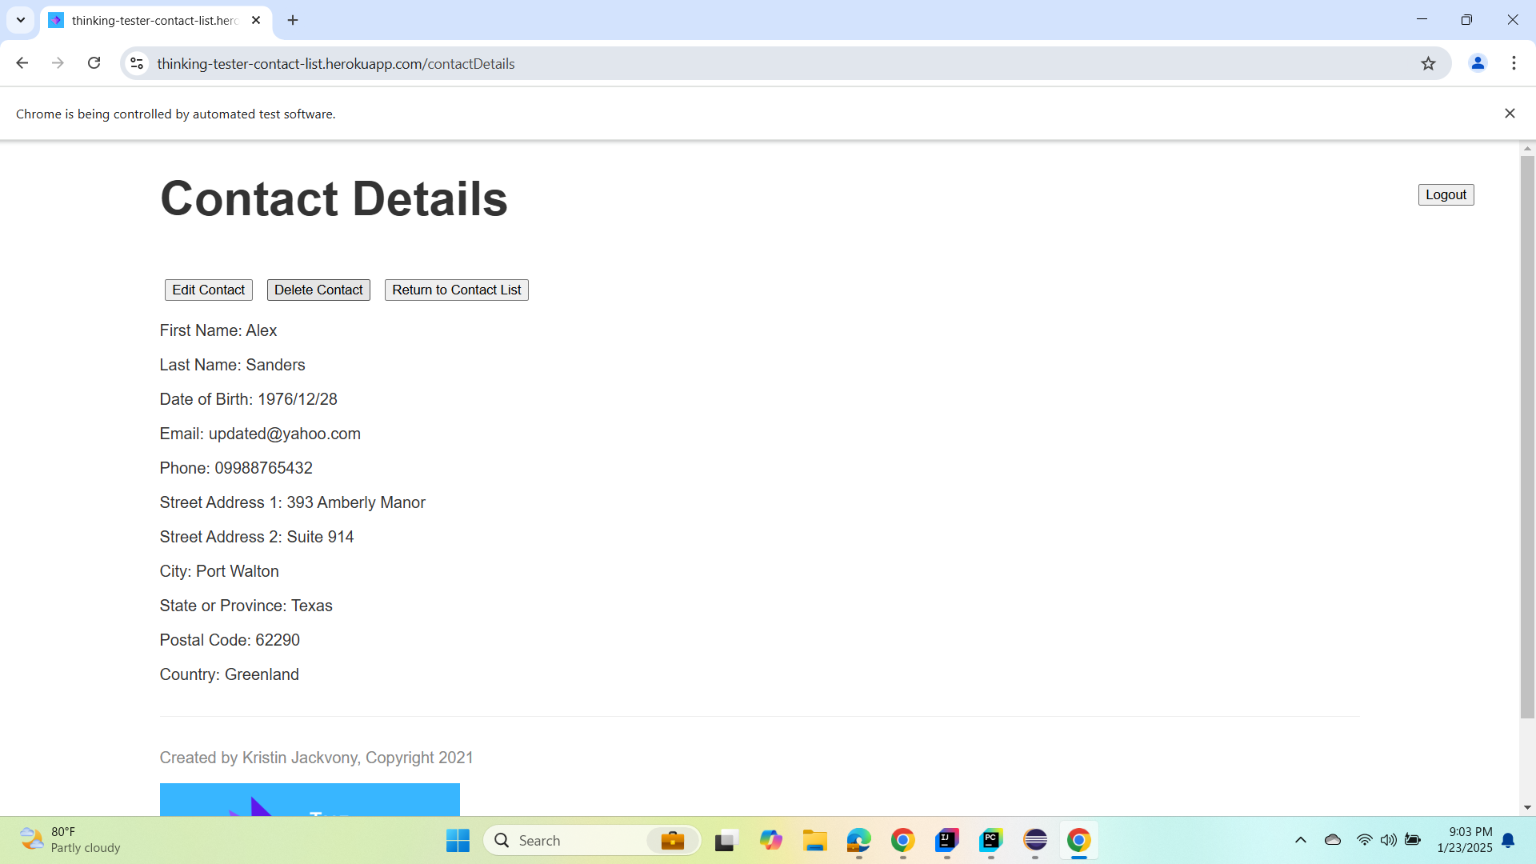 thinking-tester-contact-list.herc
thinking-tester-contact-list.herokuapp.com/contactDetails
Chrome is being controlled by automated test software.
Contact Details
Logout
Edit Contact
Delete Contact
Return to Contact List
First Name: Alex
Last Name: Sanders
Date of Birth: 1976/12/28
Email: updated@yahoo.com
Phone: 09988765432
Street Address 1: 393 Amberly Manor
Street Address 2: Suite 914
City: Port Walton
State or Province: Texas
Postal Code: 62290
Country: Greenland
Created by Kristin Jackvony, Copyright 2021
80°F
Partly cloudy
Search
IJ
PC
9:03 PM
1/23/2025